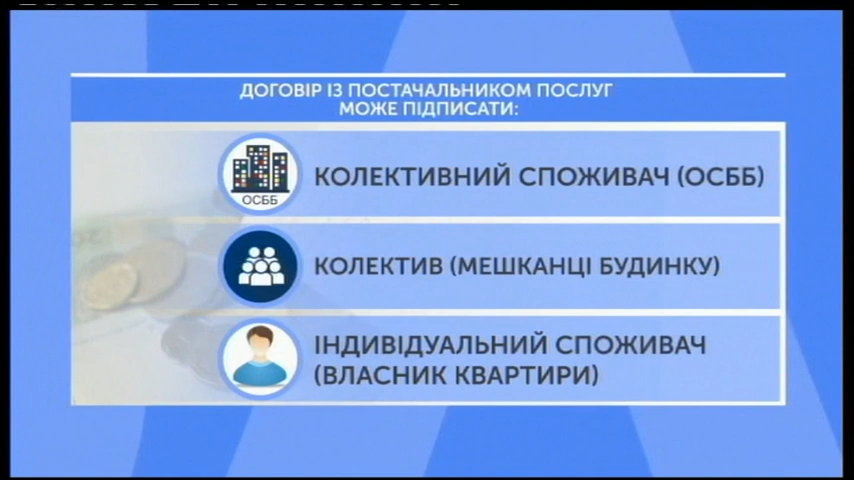 ДОГОВІР ІЗ ПОСТАЧАЛЬНИКОМ ПОСЛУГ
МОЖЕ ПІДПИСАТИ:
ОСББ
КОЛЕКТИВНИЙ СПОЖИВАЧ (ОСББ)
КОЛЕКТИВ (МЕШКАНЦІ БУДИНКУ)
ІНДИВІДУАЛЬНИЙ СПОЖИВАЧ
(ВЛАСНИК КВАРТИРИ)